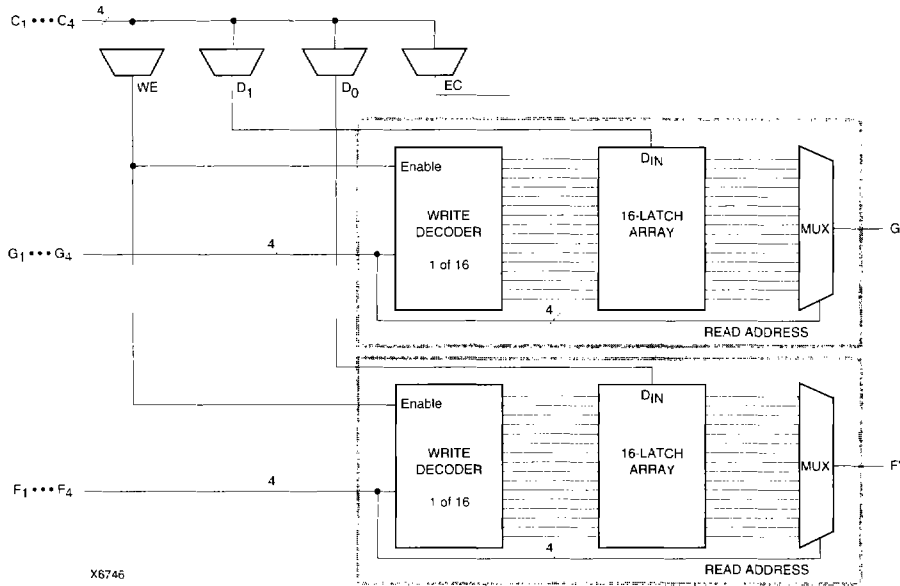 4
C1 ••• C4
WE
D1
D0
EC
Enable
DIN
WRITE
DECODER
1 of 16
16-LATCH
ARRAY
MUX
G'
G1 ••• G4
4
4
READ ADDRESS
Enable
DIN
WRITE
DECODER
1 of 16
16-LATCH
ARRAY
MUX
F'
F1 ••• F4
4
4
READ ADDRESS
X6746